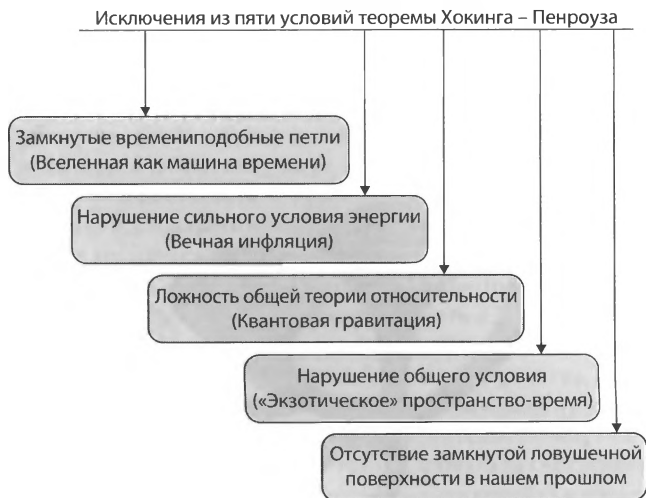 Исключения из пяти условий теоремы Хокинга – Пенроуза
Замкнутые времениподобные петли
(Вселенная как машина времени)
Нарушение сильного условия энергии
(Вечная инфляция)
Ложность общей теории относительности
(Квантовая гравитация)
Нарушение общего условия
(«Экзотическое» пространство-время)
Отсутствие замкнутой ловушечной
поверхности в нашем прошлом